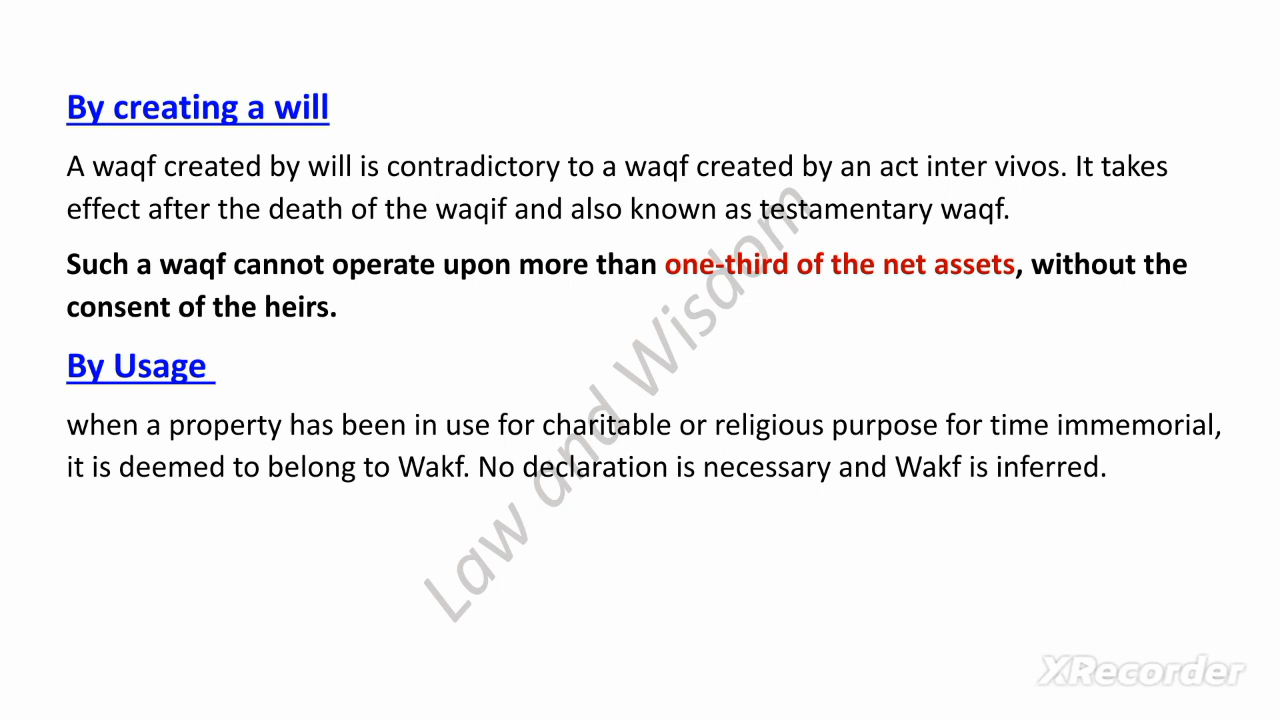 By creating a will
A waqf created by will is contradictory to a waqf created by an act inter vivos. It takes
effect after the death of the waqif and also known as testamentary waqf.
Such a waqf cannot operate upon more than one-third of the net assets, without the
consent of the heirs.
By Usage
when a property has been in use for charitable or religious purpose for time immemorial,
it is deemed to belong to Wakf. No declaration is necessary and Wakf is inferred.
Law and Wisdom
XRecorder